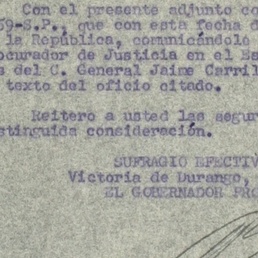 Con el presente adjunto co
59-S.P., que con esta fecha d
la República, comunicándole
ocurador de Justicia en el Es
s del C. General Jaime Carril
texto del oficio citado.
Reitero a usted las segur
stinguida consideración.
SUFRAGIO EFECTIV
Victoria de Durango,
EL GOBERNADOR PRO